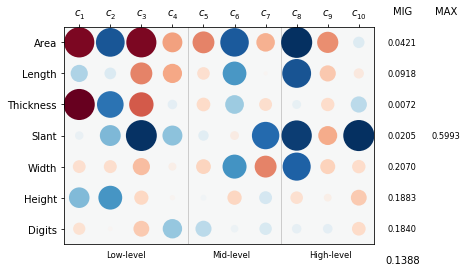 c1 c2 c3 c4 c5 c6 c7 c8 c9 c10 MIG MAX
Area 0.0421
Length 0.0918
Thickness 0.0072
Slant 0.0205 0.5993
Width 0.2070
Height 0.1883
Digits 0.1840
Low-level Mid-level High-level 0.1388